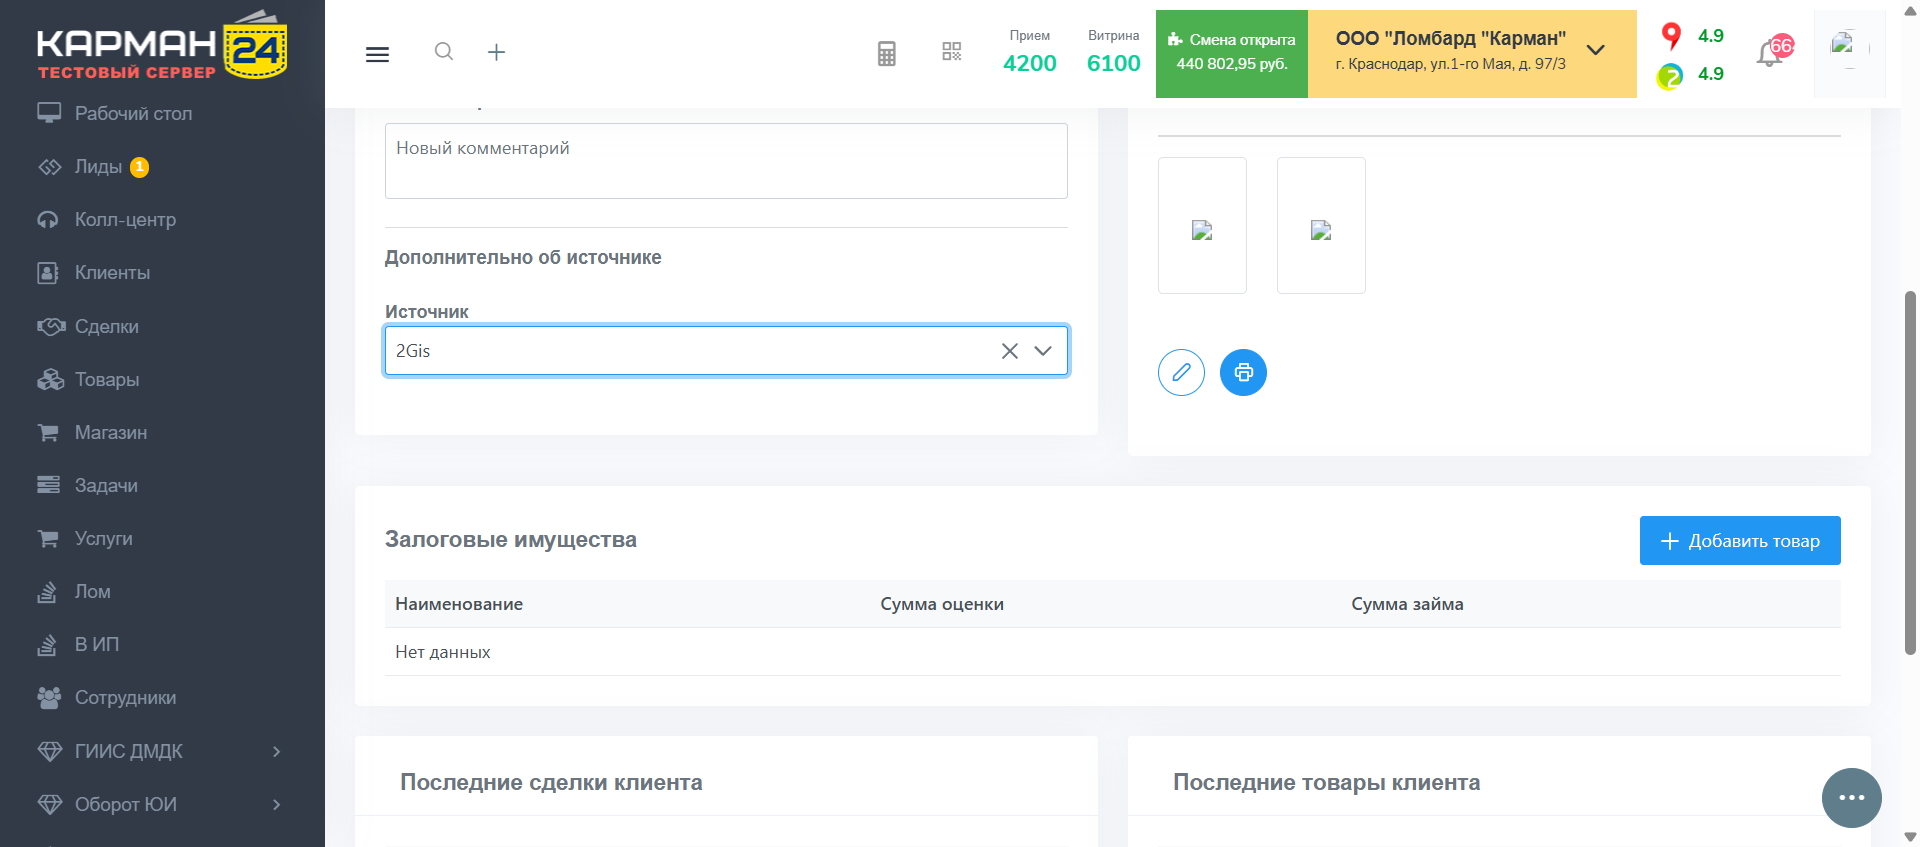 КАРМАН 24
ТЕСТОВЫЙ СЕРВЕР
Рабочий стол
Лиды 1
Колл-центр
Клиенты
Сделки
Товары
Магазин
Задачи
Услуги
Лом
В ИП
Сотрудники
ГИИС ДМДК
Оборот ЮИ
Прием
4200
Витрина
6100
Смена открыта
440 802,95 руб.
ООО "Ломбард "Карман"
г. Краснодар, ул.1-го Мая, д. 97/3
4.9
4.9
Новый комментарий
Дополнительно об источнике
Источник
2Gis
Залоговые имущества
Добавить товар
Наименование Сумма оценки Сумма займа
Нет данных
Последние сделки клиента
Последние товары клиента